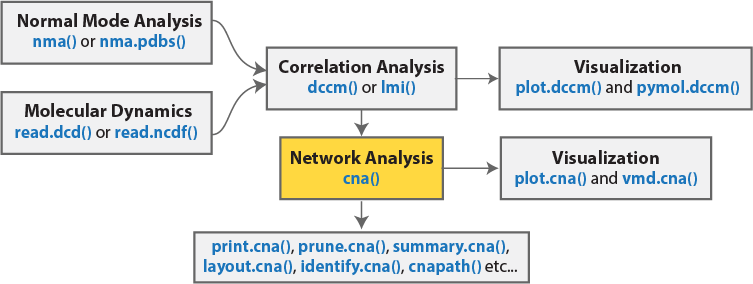 Normal Mode Analysis
nma() or nma.pdbs()
Molecular Dynamics
read.dcd() or read.ncdf()
Correlation Analysis
dccm() or lmi()
Visualization
plot.dccm() and pymol.dccm()
Network Analysis
cna()
Visualization
plot.cna() and vmd.cna()
print.cna(), prune.cna(), summary.cna(),
layout.cna(), identify.cna(), cnapath() etc...